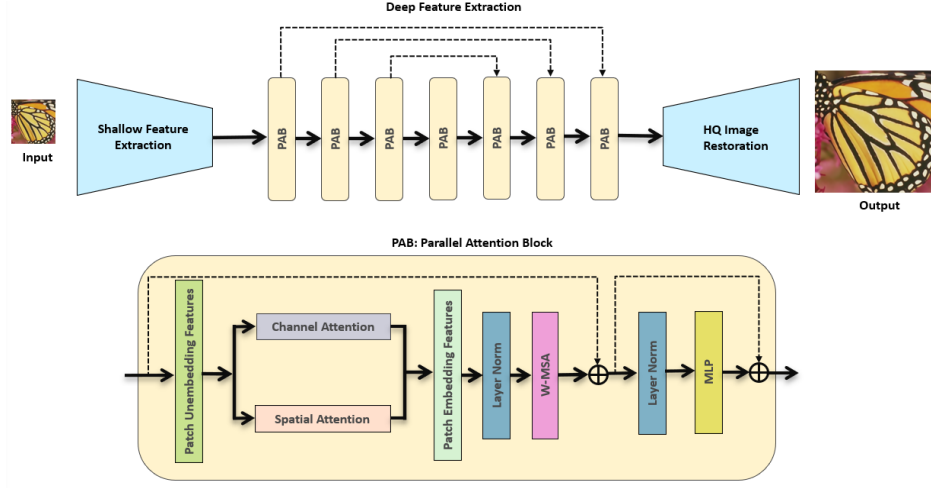 Deep Feature Extraction
Input
Shallow Feature
Extraction
PAB
PAB
PAB
PAB
PAB
PAB
PAB
HQ Image
Restoration
Output
PAB: Parallel Attention Block
Patch Unembedding Features
Channel Attention
Spatial Attention
Patch Embedding Features
Layer Norm
W-MSA
Layer Norm
MLP